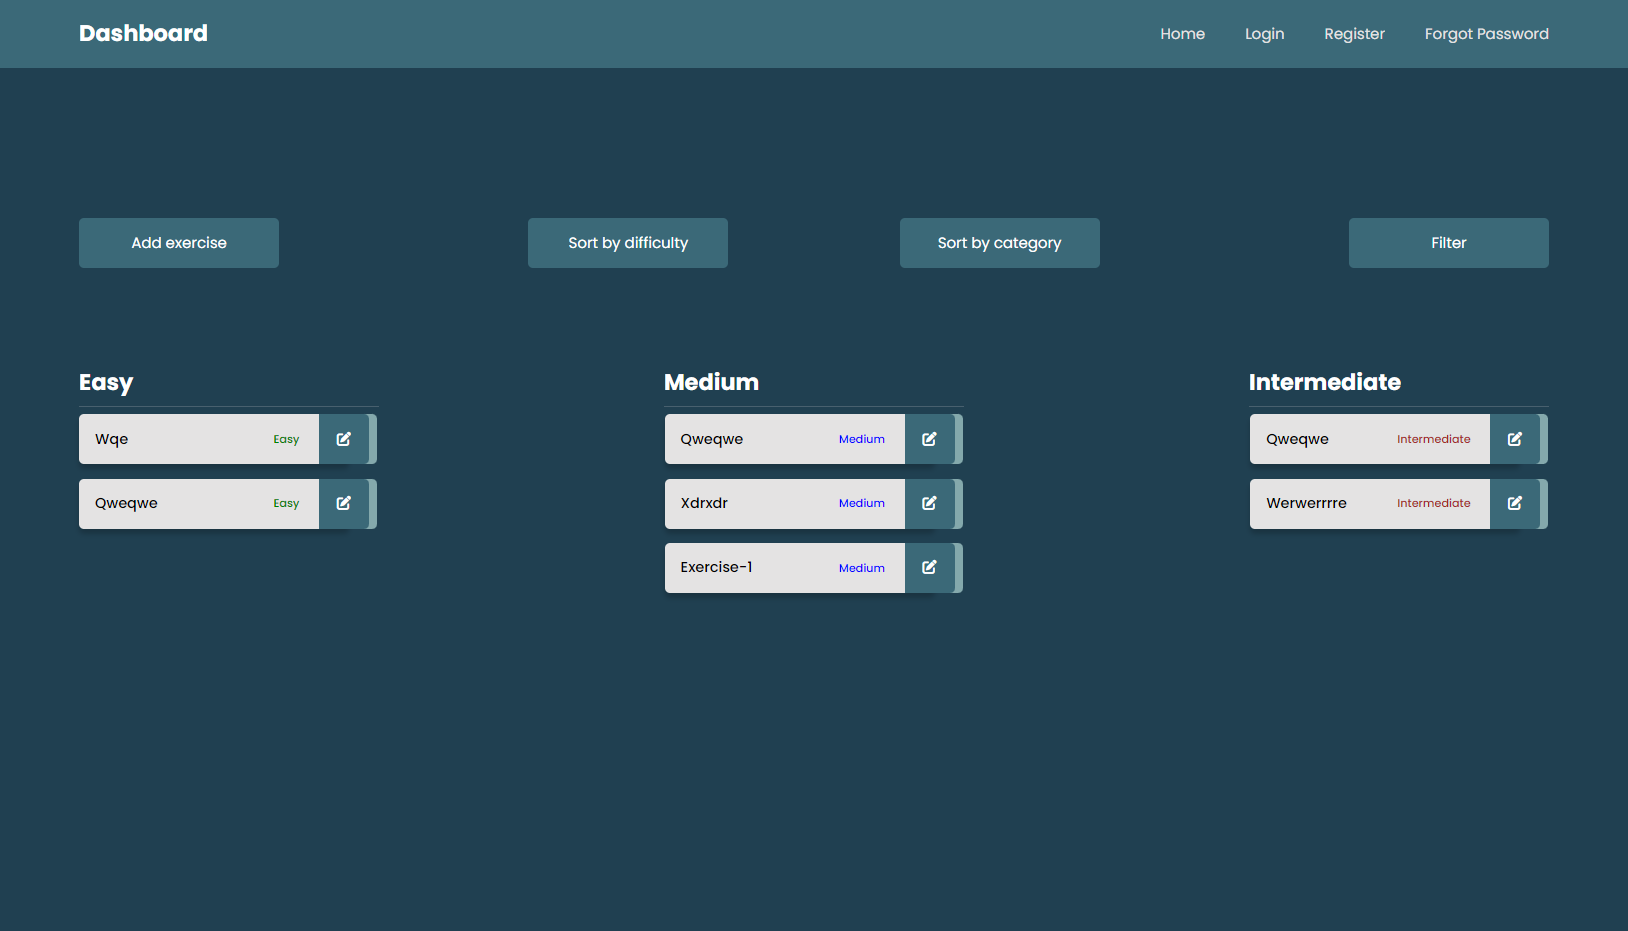 Dashboard
Home
Login
Register
Forgot Password
Add exercise
Sort by difficulty
Sort by category
Filter
Easy
Wqe
Easy
Qweqwe
Easy
Medium
Qweqwe
Medium
Xdrxdr
Medium
Exercise-1
Medium
Intermediate
Qweqwe
Intermediate
Werwerrrre
Intermediate